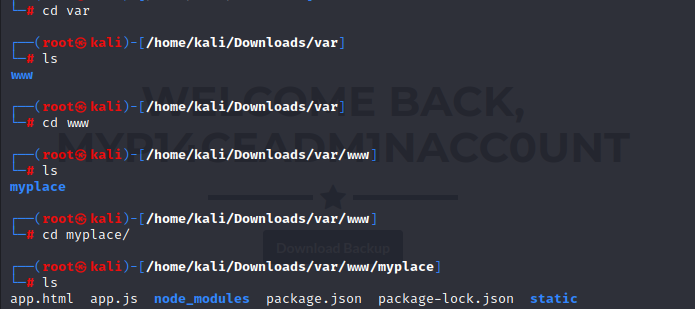 └─# cd var
┌──(root㉿kali)-[/home/kali/Downloads/var]
└─# ls
www
┌──(root㉿kali)-[/home/kali/Downloads/var]
└─# cd www
WELCOME BACK,
┌──(root㉿kali)-[/home/kali/Downloads/var/www]
MYP14CEADM1NACC0UNT
└─# ls
myplace
┌──(root㉿kali)-[/home/kali/Downloads/var/www]
└─# cd myplace/
Download Backup
┌──(root㉿kali)-[/home/kali/Downloads/var/www/myplace]
└─# ls
app.html app.js node_modules package.json package-lock.json static